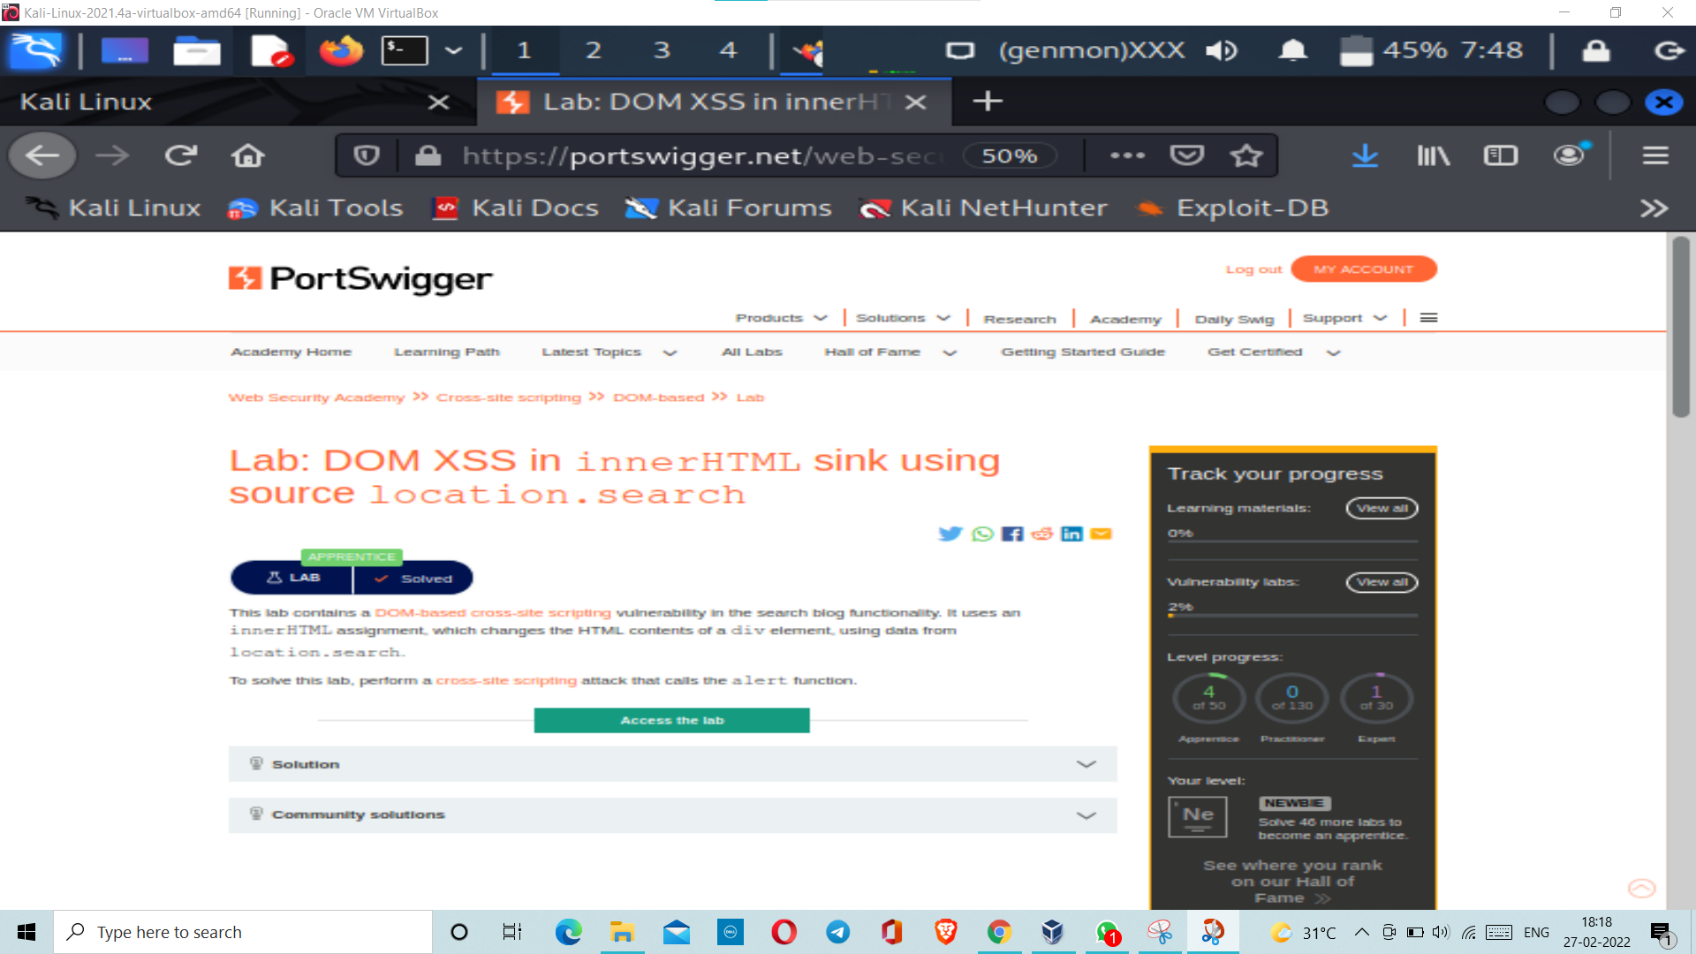 Kali-Linux-2021.4a-virtualbox-amd64 [Running] - Oracle VM VirtualBox
$_ 1 2 3 4 (genmon)XXX 45% 7:48
Kali Linux Lab: DOM XSS in innerHT
https://portswigger.net/web-sec 50%
Kali Linux Kali Tools Kali Docs Kali Forums Kali NetHunter Exploit-DB
PortSwigger
Log out MY ACCOUNT
Products Solutions Research Academy Daily Swig Support
Academy Home Learning Path Latest Topics All Labs Hall of Fame Getting Started Guide Get Certified
Web Security Academy >> Cross-site scripting >> DOM-based >> Lab
Lab: DOM XSS in innerHTML sink using
source location.search
APPRENTICE
LAB Solved
This lab contains a DOM-based cross-site scripting vulnerability in the search blog functionality. It uses an
innerHTML assignment, which changes the HTML contents of a div element, using data from
location.search.
To solve this lab, perform a cross-site scripting attack that calls the alert function.
Access the lab
Solution
Community solutions
Track your progress
Learning materials: View all
0%
Vulnerability labs: View all
2%
Level progress:
4 0 1
of 50 of 130 of 30
Apprentice Practitioner Expert
Your level:
Ne NEWBIE
Solve 46 more labs to
become an apprentice.
See where you rank
on our Hall of
Fame >>
Type here to search
DELL
1
31°C ENG
18:18
27-02-2022
1